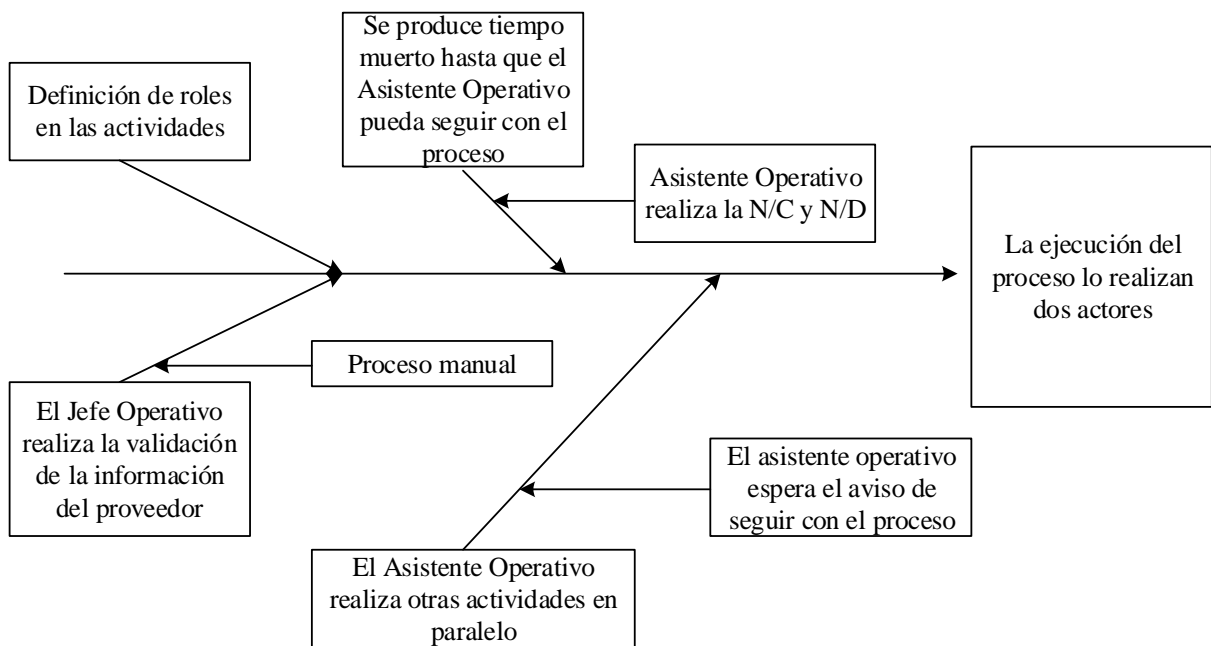 Se produce tiempo
muerto hasta que el
Asistente Operativo
pueda seguir con el
proceso
Definición de roles
en las actividades
Asistente Operativo
realiza la N/C y N/D
La ejecución del
proceso lo realizan
dos actores
Proceso manual
El Jefe Operativo
realiza la validación
de la información
del proveedor
El asistente operativo
espera el aviso de
seguir con el proceso
El Asistente Operativo
realiza otras actividades en
paralelo